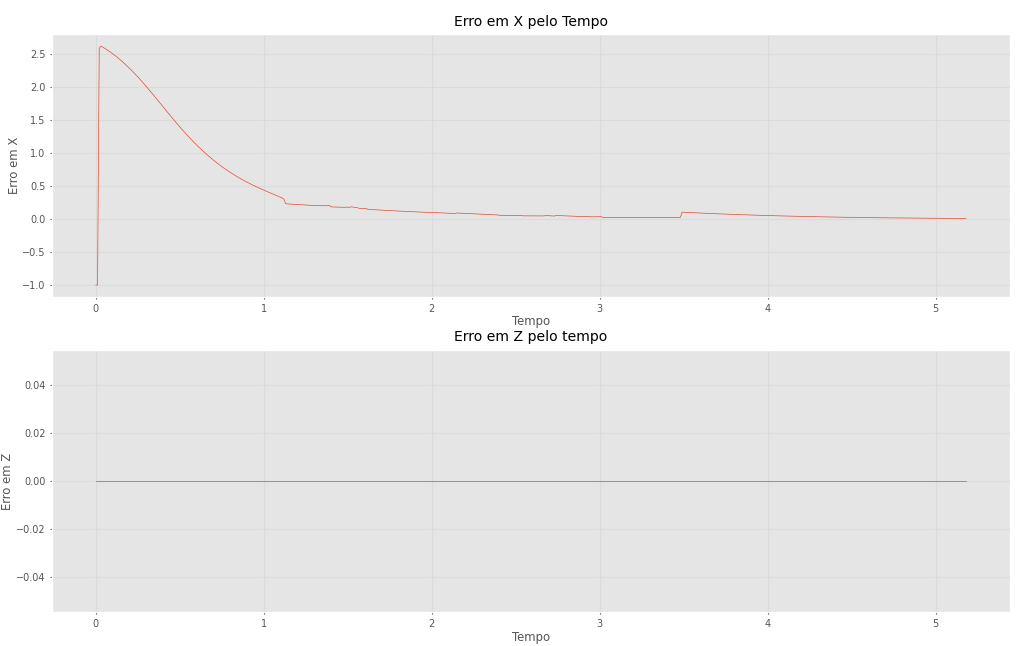 Erro em X pelo Tempo
Erro em X
2.5
2.0
1.5
1.0
0.5
0.0
−0.5
−1.0
0 1 2 3 4 5
Tempo
Erro em Z pelo tempo
Erro em Z
0.04
0.02
0.00
−0.02
−0.04
0 1 2 3 4 5
Tempo